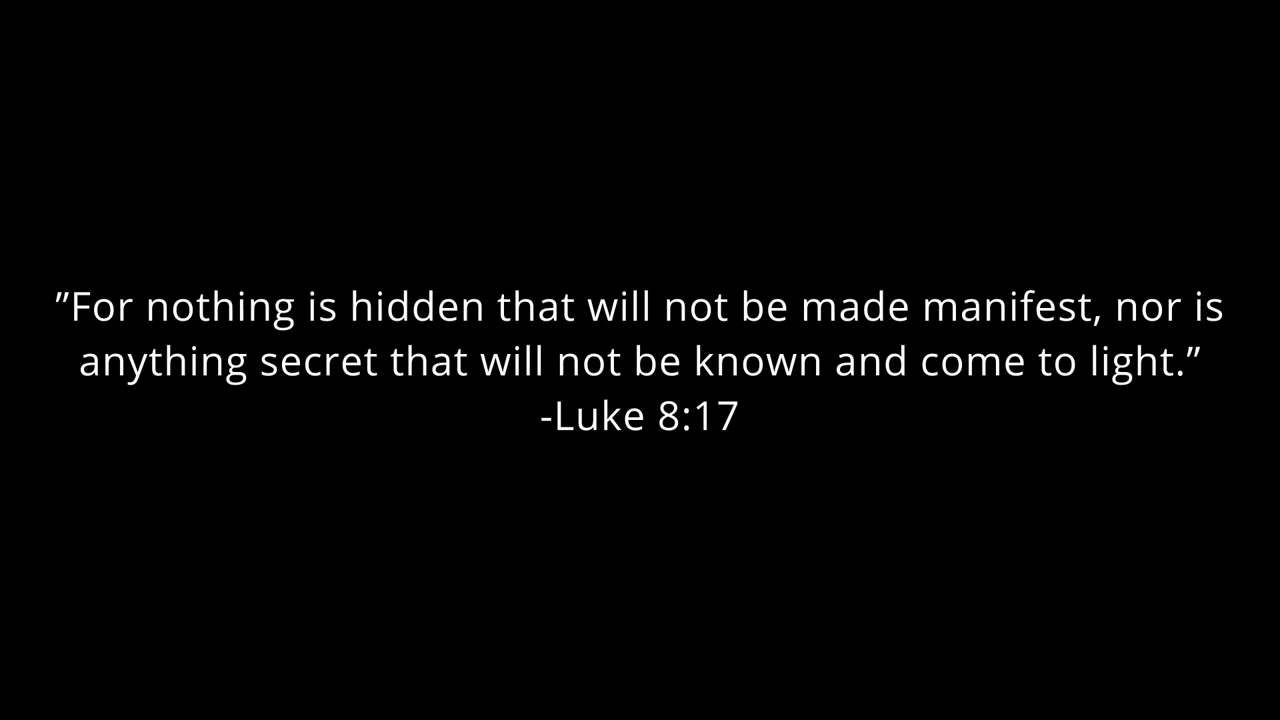 ”For nothing is hidden that will not be made manifest, nor is
anything secret that will not be known and come to light.”
-Luke 8:17